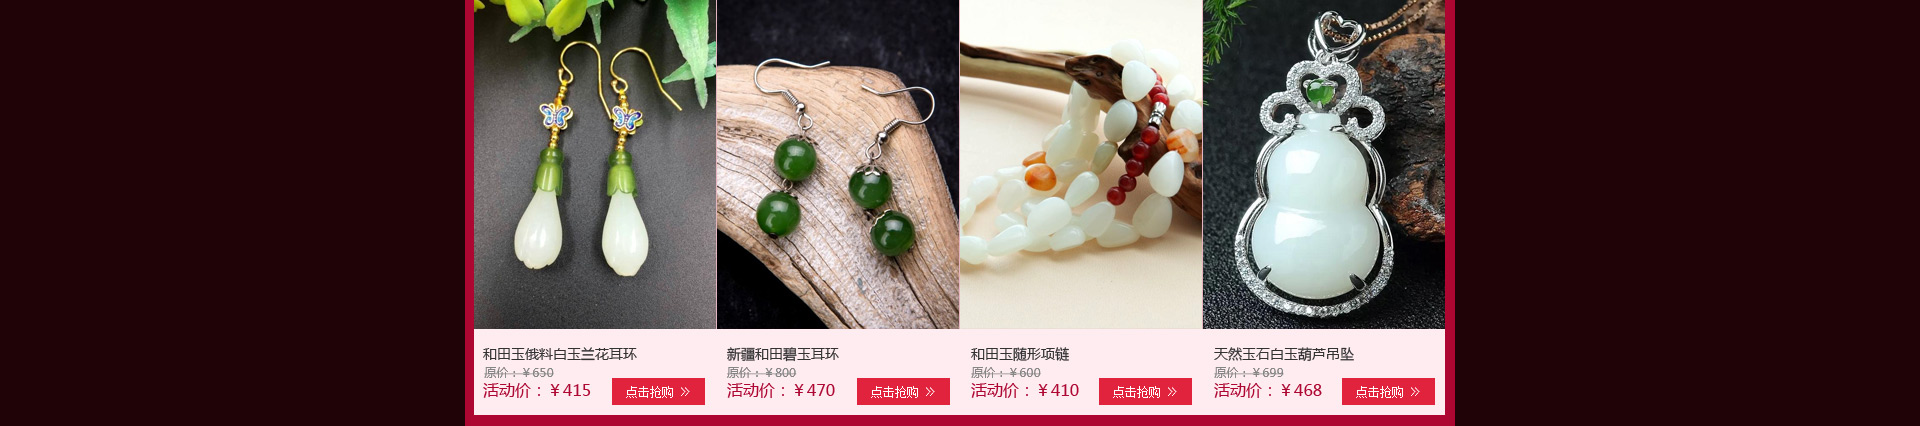 和田玉俄料白玉兰花耳环
原价：￥650
活动价：￥415
点击抢购 »
新疆和田碧玉耳环
原价：￥800
活动价：￥470
点击抢购 »
和田玉随形项链
原价：￥600
活动价：￥410
点击抢购 »
天然玉石白玉葫芦吊坠
原价：￥699
活动价：￥468
点击抢购 »